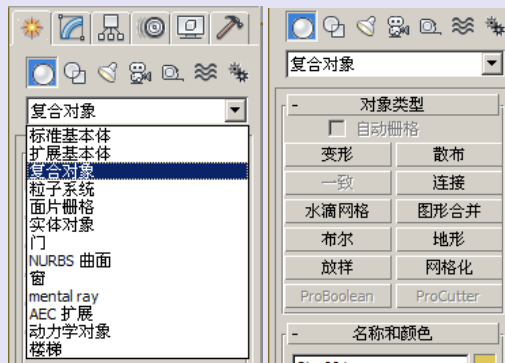 复合对象
标准基本体
扩展基本体
复合对象
粒子系统
面片栅格
实体对象
门
NURBS 曲面
窗
mental ray
AEC 扩展
动力学对象
楼梯
复合对象
- 对象类型
自动栅格
变形 散布
一致 连接
水滴网格 图形合并
布尔 地形
放样 网格化
ProBoolean ProCutter
- 名称和颜色